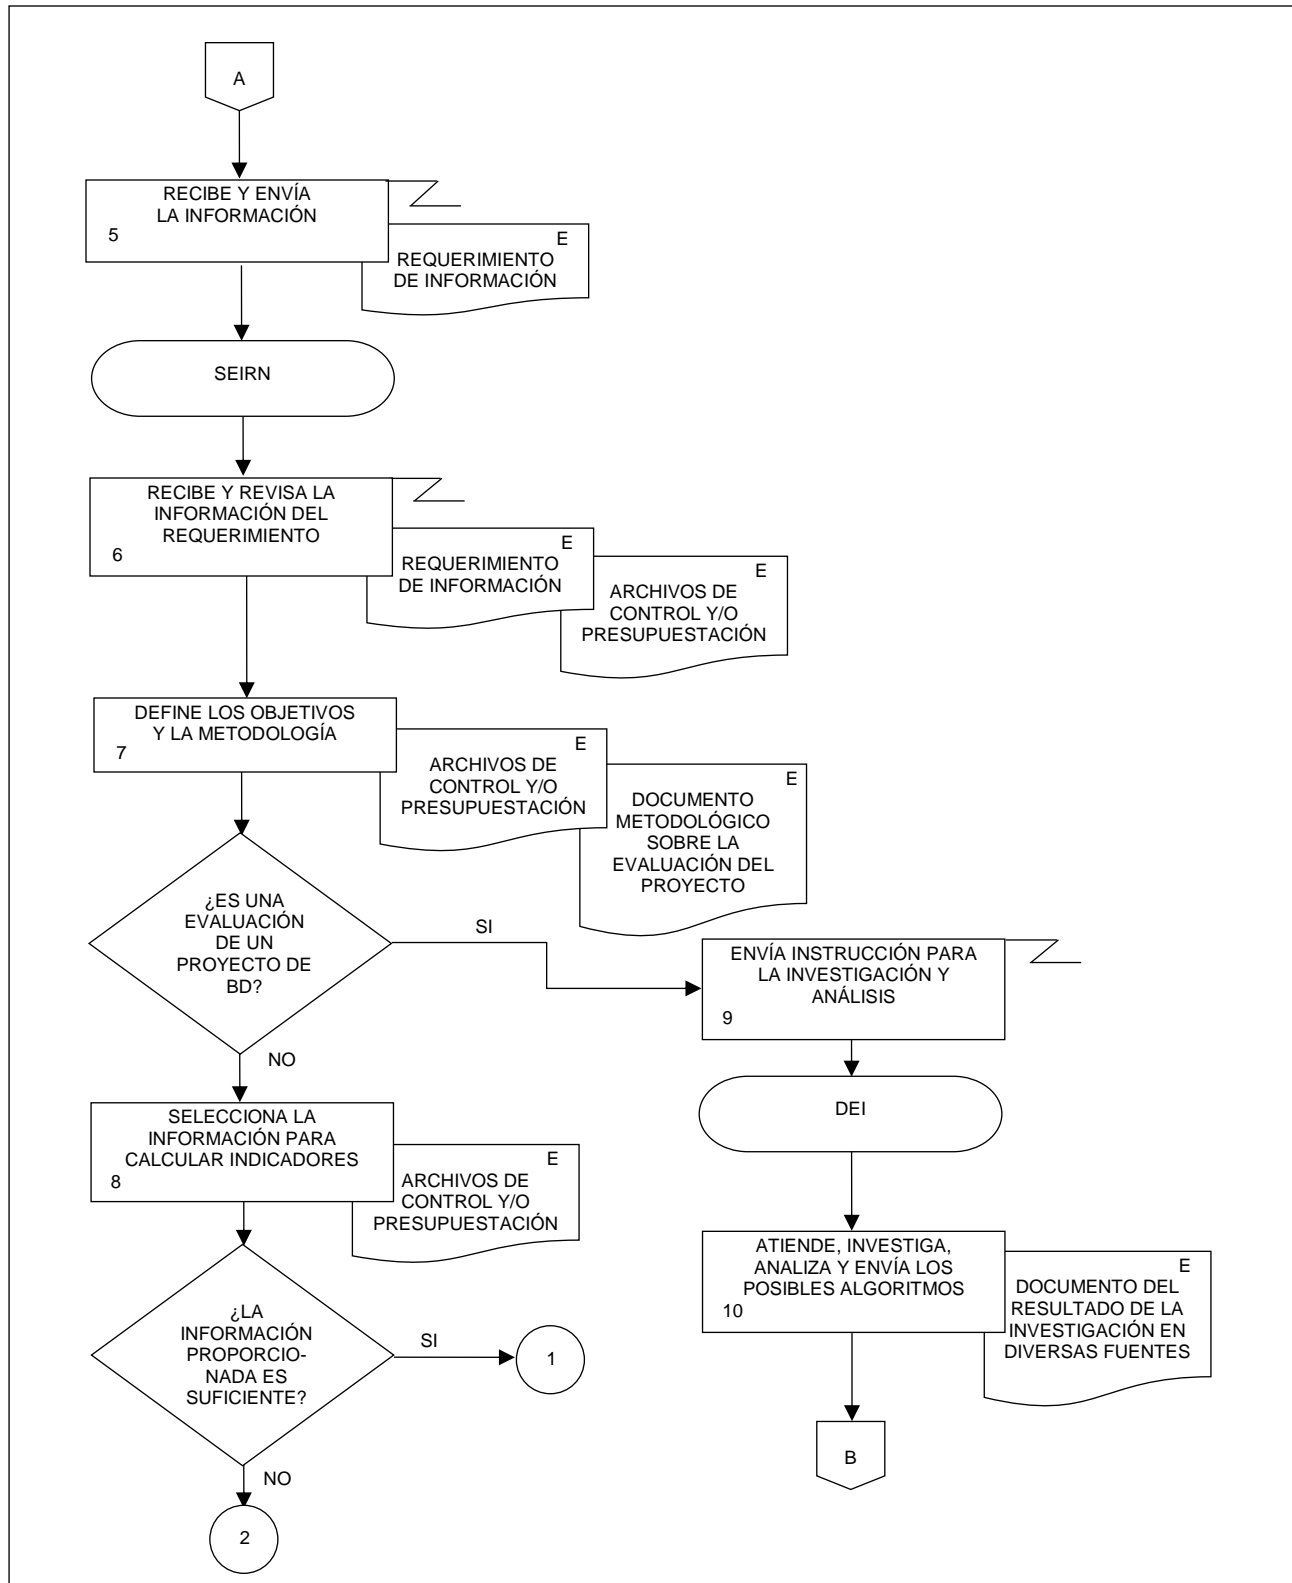 A
RECIBE Y ENVÍA
LA INFORMACIÓN
5
E
REQUERIMIENTO
DE INFORMACIÓN
SEIRN
RECIBE Y REVISA LA
INFORMACIÓN DEL
REQUERIMIENTO
6
E
REQUERIMIENTO
DE INFORMACIÓN
E
ARCHIVOS DE
CONTROL Y/O
PRESUPUESTACIÓN
DEFINE LOS OBJETIVOS
Y LA METODOLOGÍA
7
E
ARCHIVOS DE
CONTROL Y/O
PRESUPUESTACIÓN
E
DOCUMENTO
METODOLÓGICO
SOBRE LA
EVALUACIÓN DEL
PROYECTO
¿ES UNA
EVALUACIÓN
DE UN
PROYECTO DE
BD?
SI
NO
SELECCIONA LA
INFORMACIÓN PARA
CALCULAR INDICADORES
8
E
ARCHIVOS DE
CONTROL Y/O
PRESUPUESTACIÓN
¿LA
INFORMACIÓN
PROPORCIO-
NADA ES
SUFICIENTE?
SI
1
NO
2
ENVÍA INSTRUCCIÓN PARA
LA INVESTIGACIÓN Y
ANÁLISIS
9
DEI
ATIENDE, INVESTIGA,
ANALIZA Y ENVÍA LOS
POSIBLES ALGORITMOS
10
E
DOCUMENTO DEL
RESULTADO DE LA
INVESTIGACIÓN EN
DIVERSAS FUENTES
B